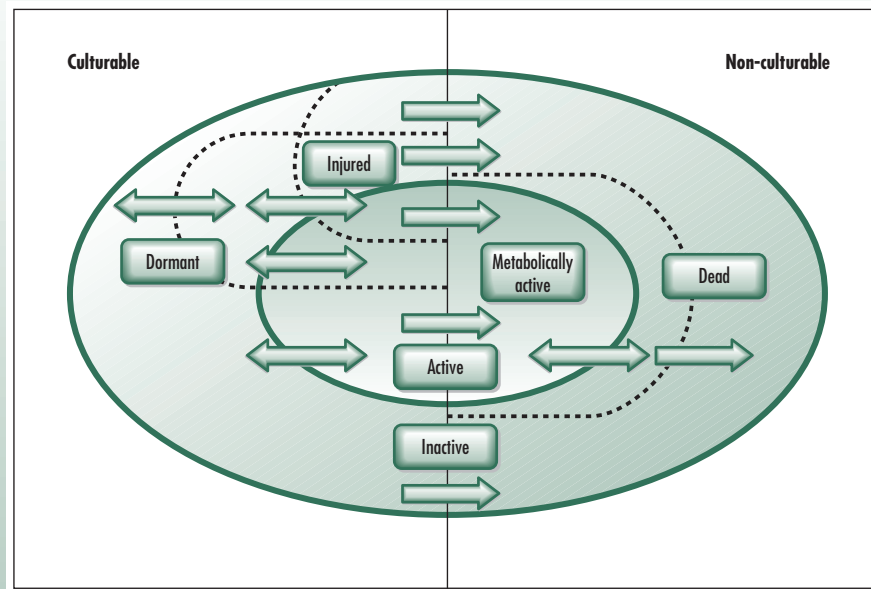 Culturable
Non-culturable
Injured
Dormant
Metabolically
active
Dead
Active
Inactive